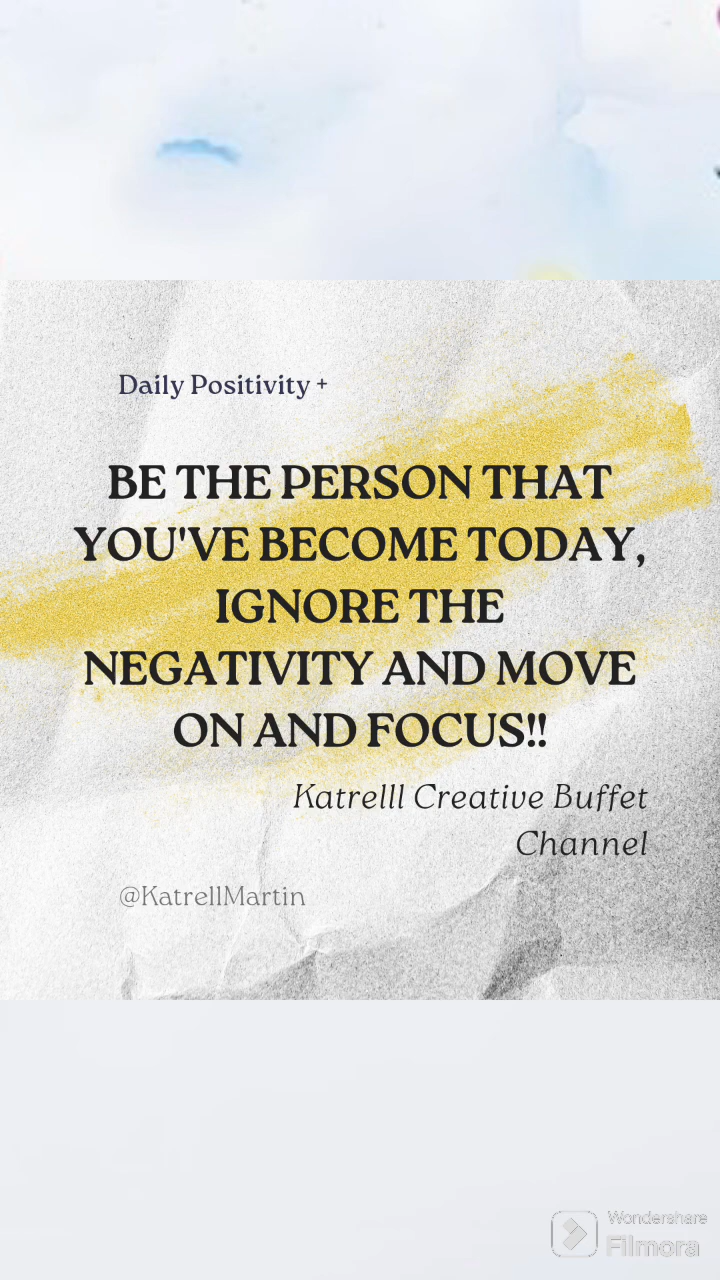 Daily Positivity +
BE THE PERSON THAT
YOU'VE BECOME TODAY,
IGNORE THE
NEGATIVITY AND MOVE
ON AND FOCUS!!
Katrelll Creative Buffet
Channel
@KatrellMartin
Wondershare
Filmora